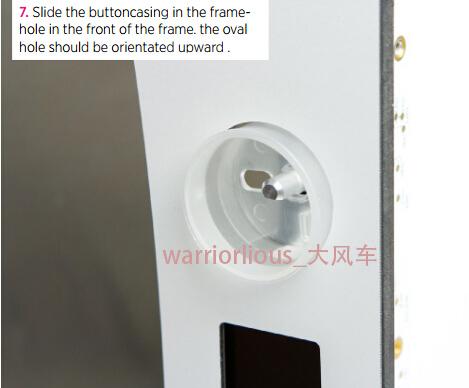 7. Slide the buttoncasing in the frame-
hole in the front of the frame. the oval
hole should be orientated upward .
warriorlious_大风车